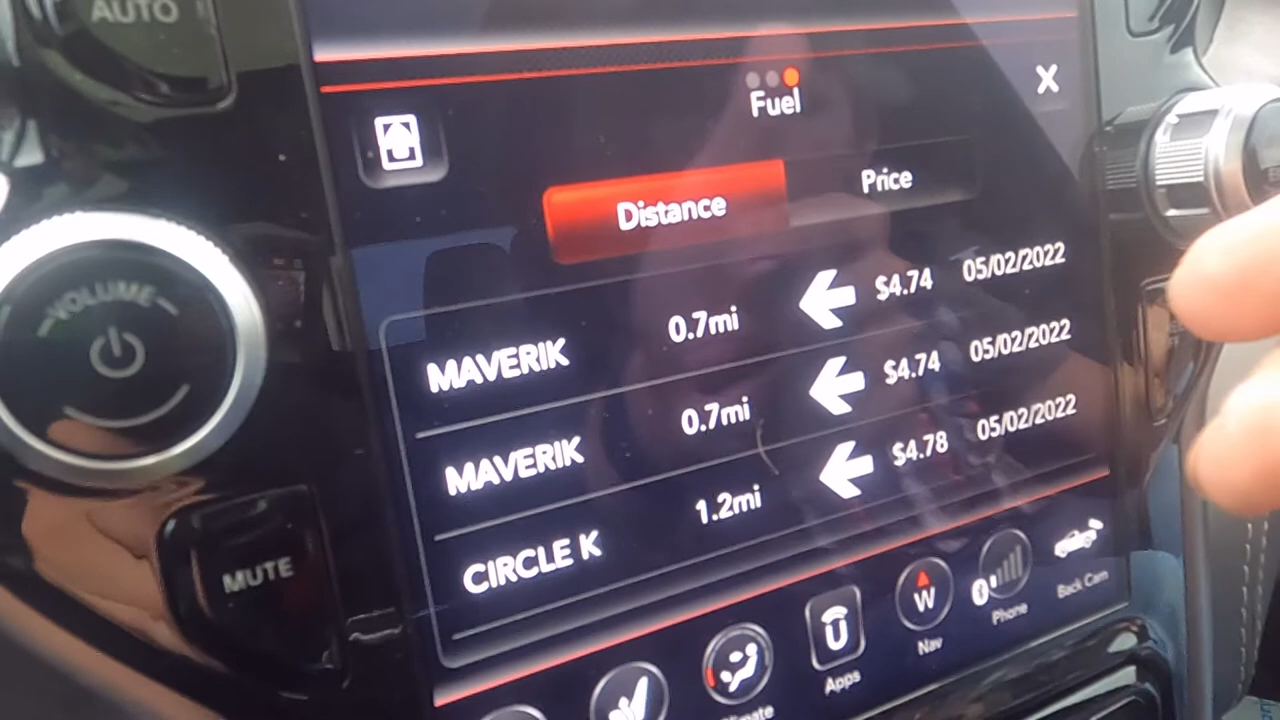 AUTO
Fuel
X
Distance Price
MAVERIK 0.7mi $4.74 05/02/2022
MAVERIK 0.7mi $4.74 05/02/2022
CIRCLE K 1.2mi $4.78 05/02/2022
VOLUME
MUTE
Apps
W
Nav
Phone
Back Cam